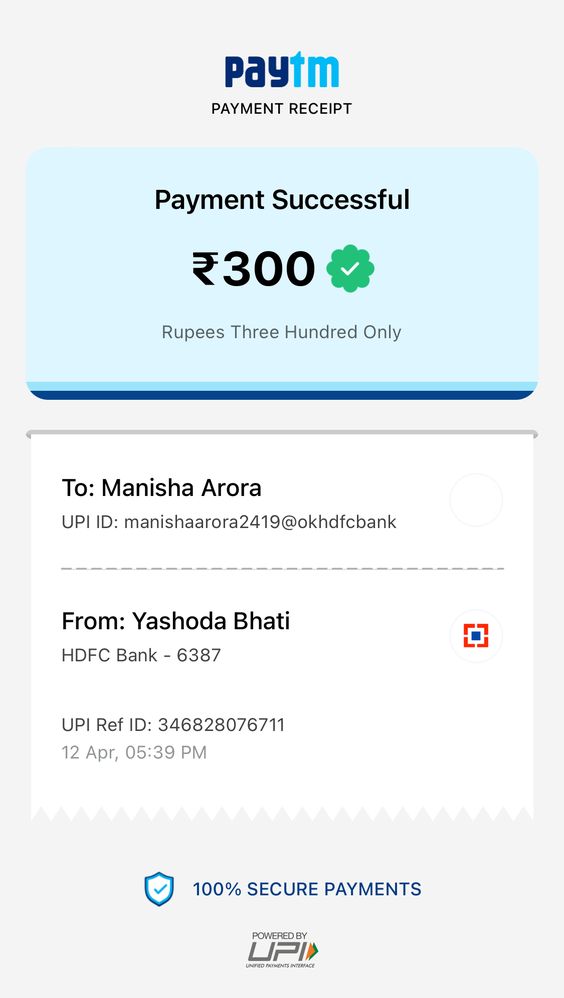 paytm
PAYMENT RECEIPT
Payment Successful
₹300
Rupees Three Hundred Only
To: Manisha Arora
UPI ID: manishaarora2419@okhdfcbank
From: Yashoda Bhati
HDFC Bank - 6387
UPI Ref ID: 346828076711
12 Apr, 05:39 PM
100% SECURE PAYMENTS
POWERED BY
UPI
UNIFIED PAYMENTS INTERFACE